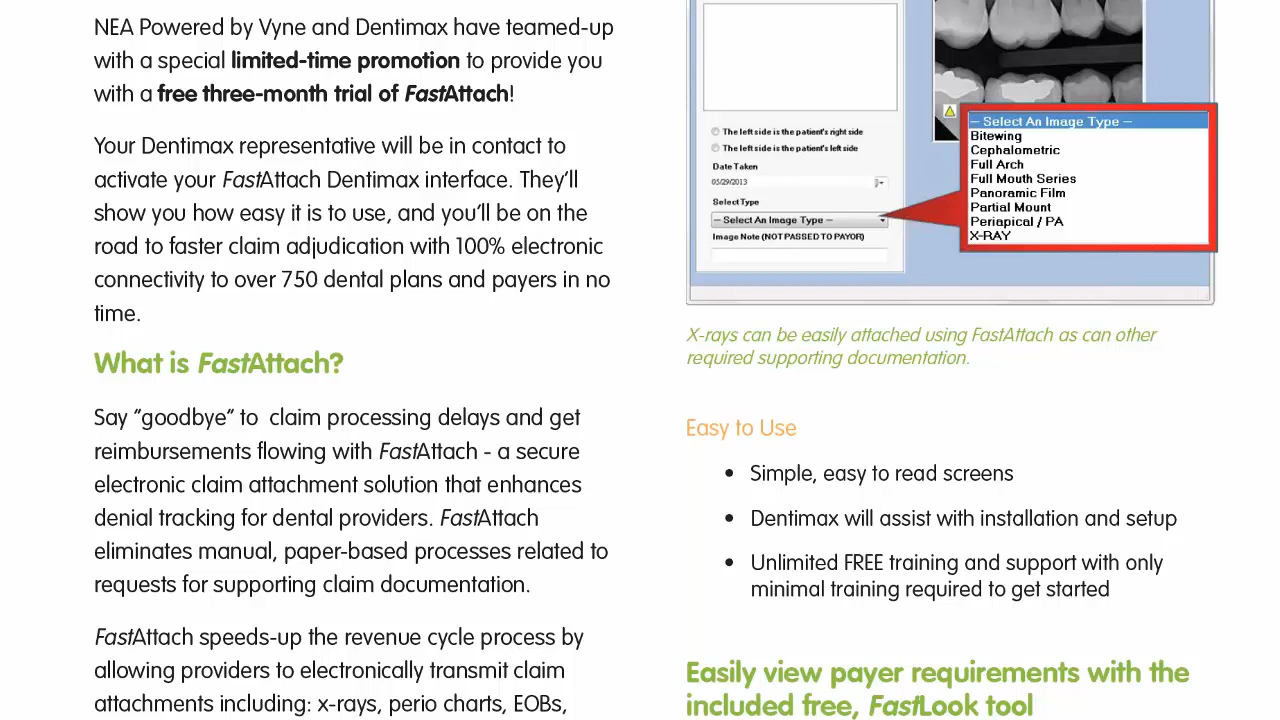 NEA Powered by Vyne and Dentimax have teamed-up
with a special limited-time promotion to provide you
with a free three-month trial of FastAttach!
Your Dentimax representative will be in contact to
activate your FastAttach Dentimax interface. They'll
show you how easy it is to use, and you'll be on the
road to faster claim adjudication with 100% electronic
connectivity to over 750 dental plans and payers in no
time.
What is FastAttach?
Say "goodbye" to  claim processing delays and get
reimbursements flowing with FastAttach - a secure
electronic claim attachment solution that enhances
denial tracking for dental providers. FastAttach
eliminates manual, paper-based processes related to
requests for supporting claim documentation.
FastAttach speeds-up the revenue cycle process by
allowing providers to electronically transmit claim
attachments including: x-rays, perio charts, EOBs,
The left side is the patient's right side
The left side is the patient's left side
Date Taken
05/29/2013
Select Type
-- Select An Image Type --
Image Note (NOT PASSED TO PAYOR)
-- Select An Image Type --
Bitewing
Cephalometric
Full Arch
Full Mouth Series
Panoramic Film
Partial Mount
Periapical / PA
X-RAY
X-rays can be easily attached using FastAttach as can other
required supporting documentation.
Easy to Use
• Simple, easy to read screens
• Dentimax will assist with installation and setup
• Unlimited FREE training and support with only
minimal training required to get started
Easily view payer requirements with the
included free, FastLook tool